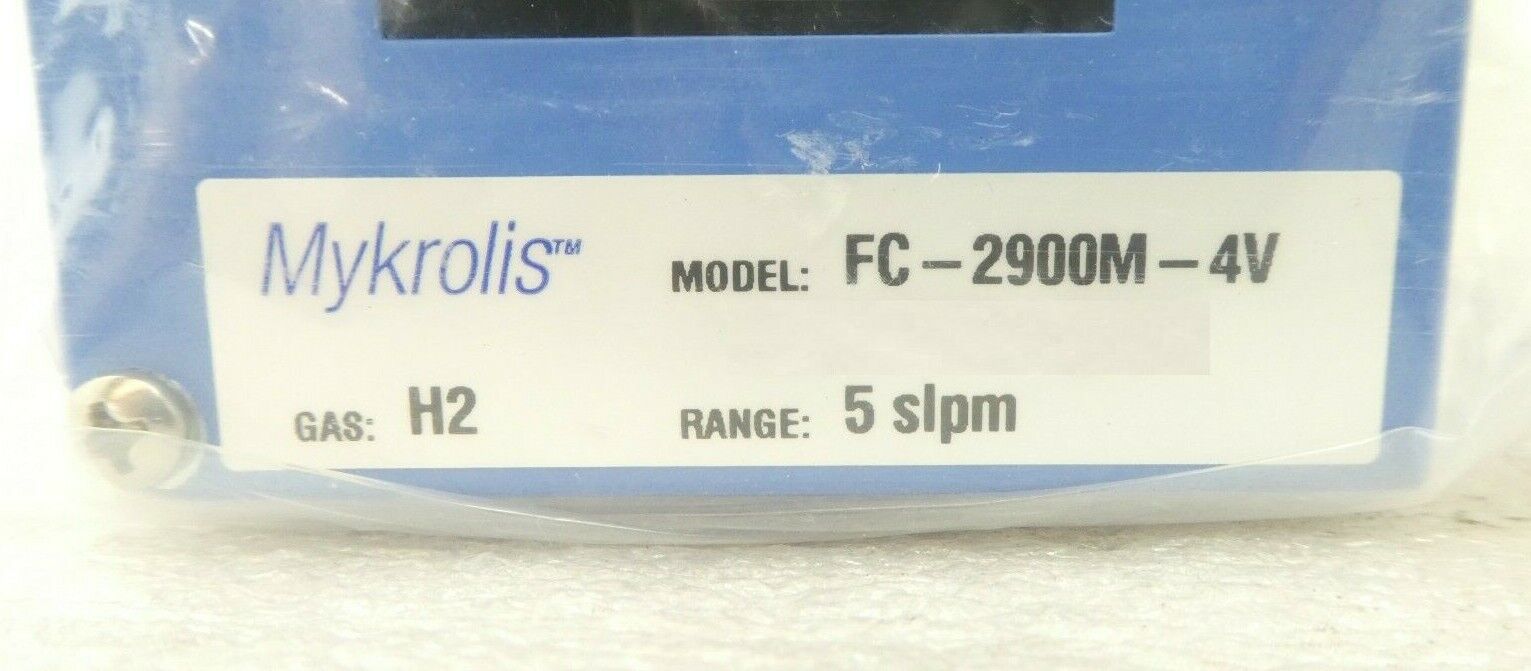 Mykrolis™ MODEL: FC-2900M-4V
GAS: H2 RANGE: 5 slpm